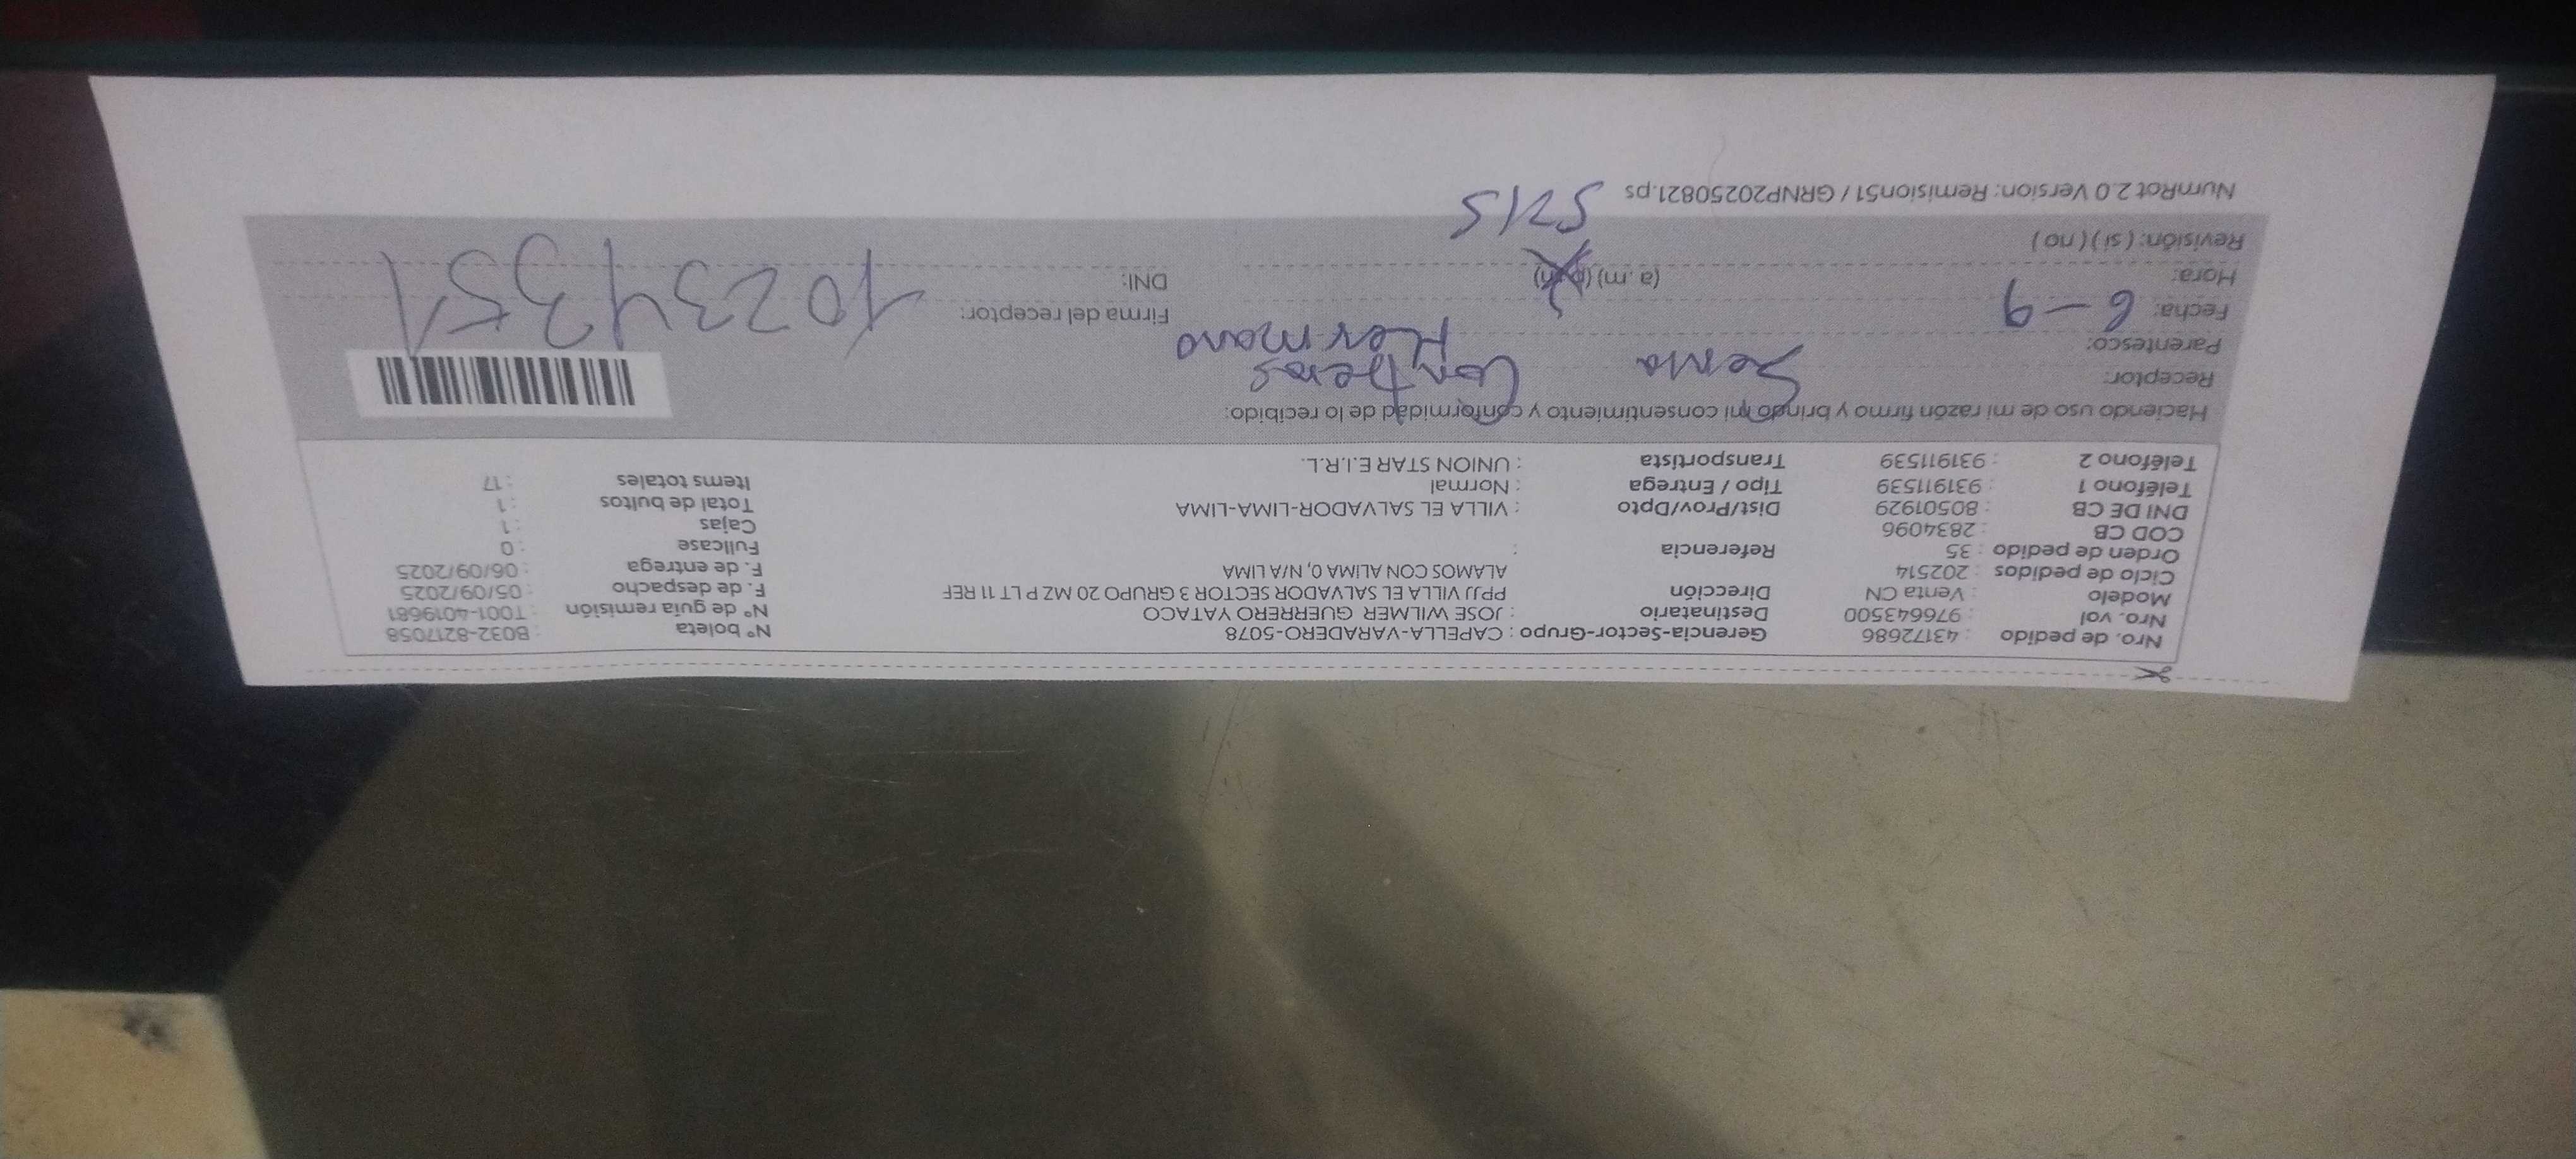 Nro. de pedido : 43172686 Gerencia-Sector-Grupo : CAPELLA-VARADERO-5078 N° boleta : B032-8217058
Nro. vol : 976643500 Destinatario : JOSE WILMER GUERRERO YATACO N° de guía remisión : T001-4019681
Modelo : Venta CN Dirección PPJJ VILLA EL SALVADOR SECTOR 3 GRUPO 20 MZ P LT 11 REF F. de despacho : 05/09/2025
Ciclo de pedidos : 202514 ALAMOS CON ALIMA 0, N/A LIMA F. de entrega : 06/09/2025
Orden de pedido : 35 Referencia : Fullcase : 0
COD CB : 2834096 Cajas : 1
DNI DE CB : 80501929 Dist/Prov/Dpto : VILLA EL SALVADOR-LIMA-LIMA Total de bultos : 1
Teléfono 1 : 931911539 Tipo / Entrega : Normal Items totales : 17
Teléfono 2 : 931911539 Transportista : UNION STAR E.I.R.L.
Haciendo uso de mi razón firmo y brindo mi consentimiento y conformidad de lo recibido:
Receptor:
Parentesco: Hermano
Fecha: 6-9 Firma del receptor:
Hora: (a.m) (p.m) DNI: 10234351
Revisión: (si) (no)
5215
NumRot 2.0 Version: Remision51 / GRNP20250821.ps